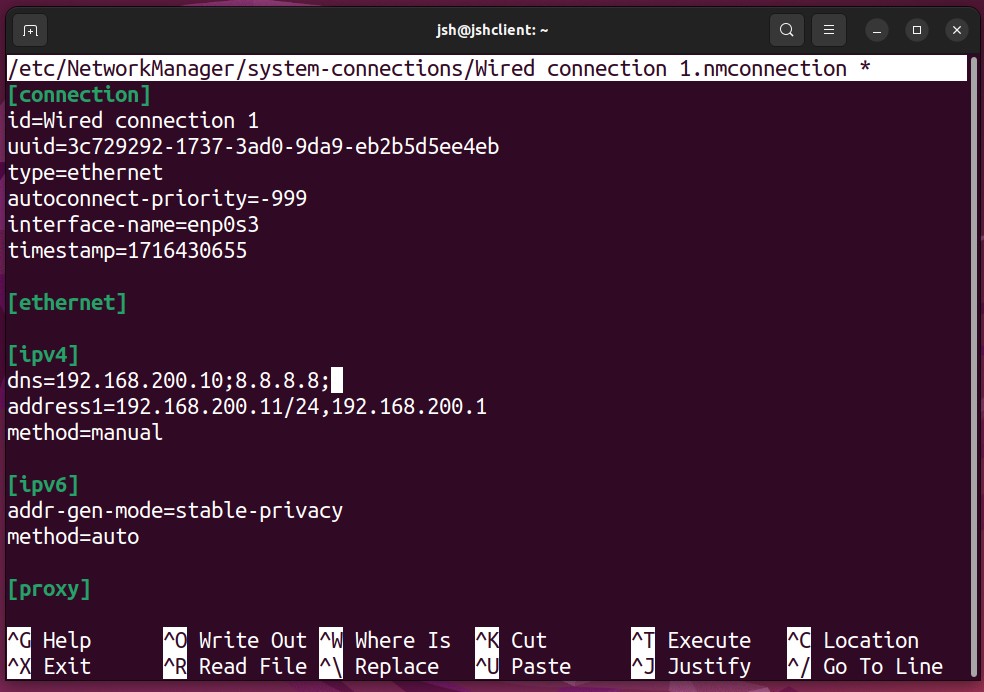 jsh@jshclient: ~
/etc/NetworkManager/system-connections/Wired connection 1.nmconnection *
[connection]
id=Wired connection 1
uuid=3c729292-1737-3ad0-9da9-eb2b5d5ee4eb
type=ethernet
autoconnect-priority=-999
interface-name=enp0s3
timestamp=1716430655
[ethernet]
[ipv4]
dns=192.168.200.10;8.8.8.8;
address1=192.168.200.11/24,192.168.200.1
method=manual
[ipv6]
addr-gen-mode=stable-privacy
method=auto
[proxy]
^G Help ^O Write Out ^W Where Is ^K Cut ^T Execute ^C Location
^X Exit ^R Read File ^\ Replace ^U Paste ^J Justify ^/ Go To Line